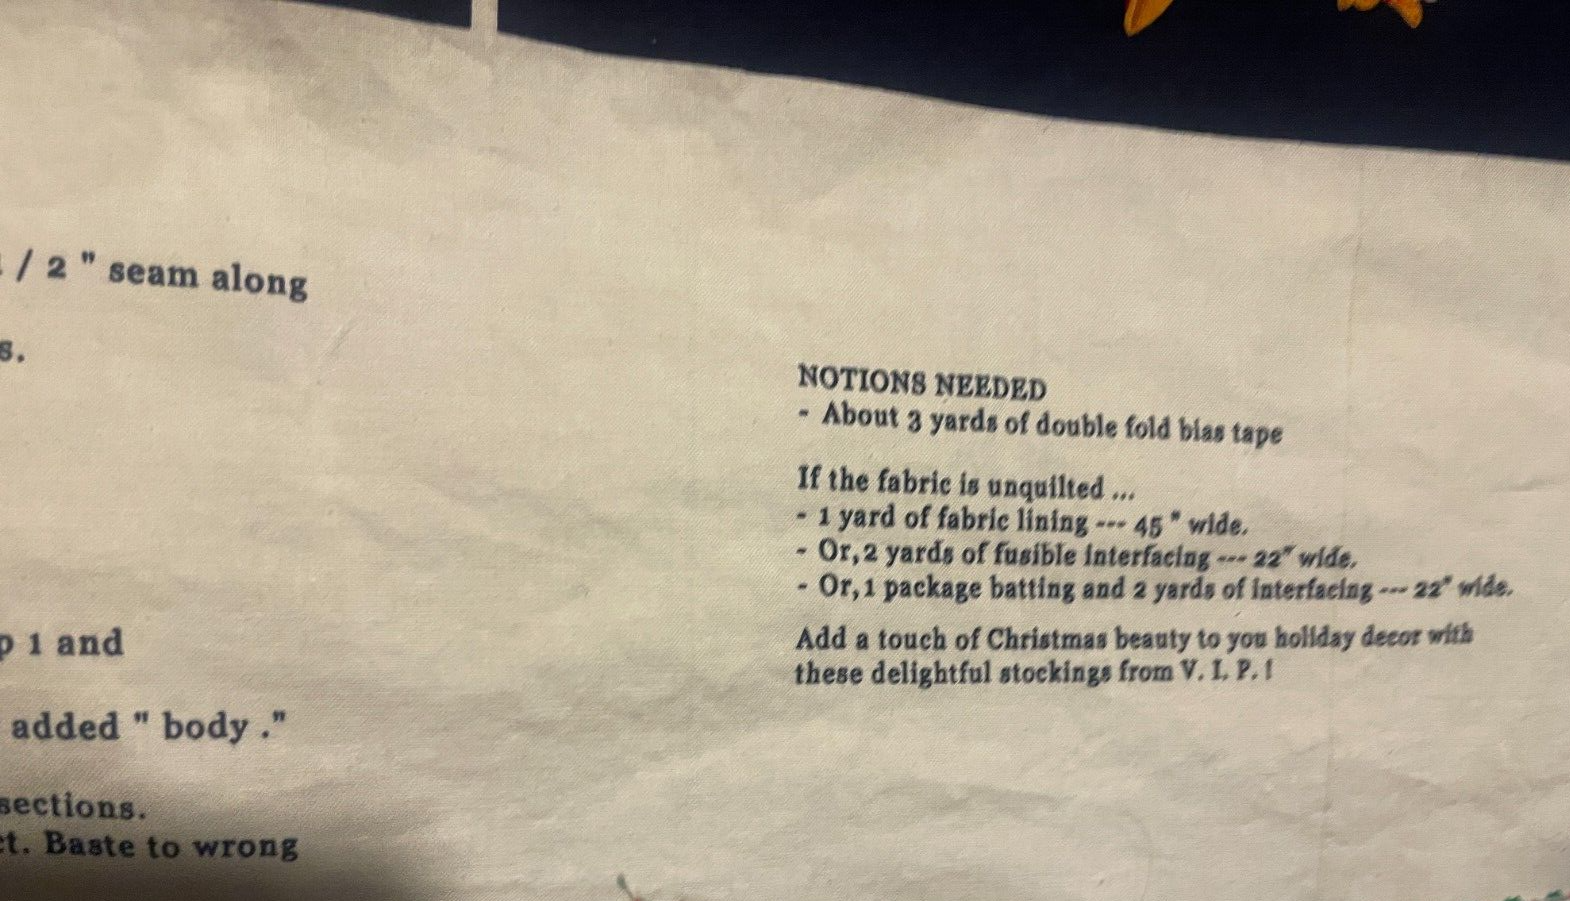 / 2 " seam along
s.
p 1 and
added " body ."
sections.
ct. Baste to wrong
NOTIONS NEEDED
- About 3 yards of double fold bias tape
If the fabric is unquilted ...
- 1 yard of fabric lining --- 45 " wide.
- Or, 2 yards of fusible interfacing --- 22" wide.
- Or, 1 package batting and 2 yards of interfacing --- 22" wide.
Add a touch of Christmas beauty to you holiday decor with
these delightful stockings from V. I. P. !